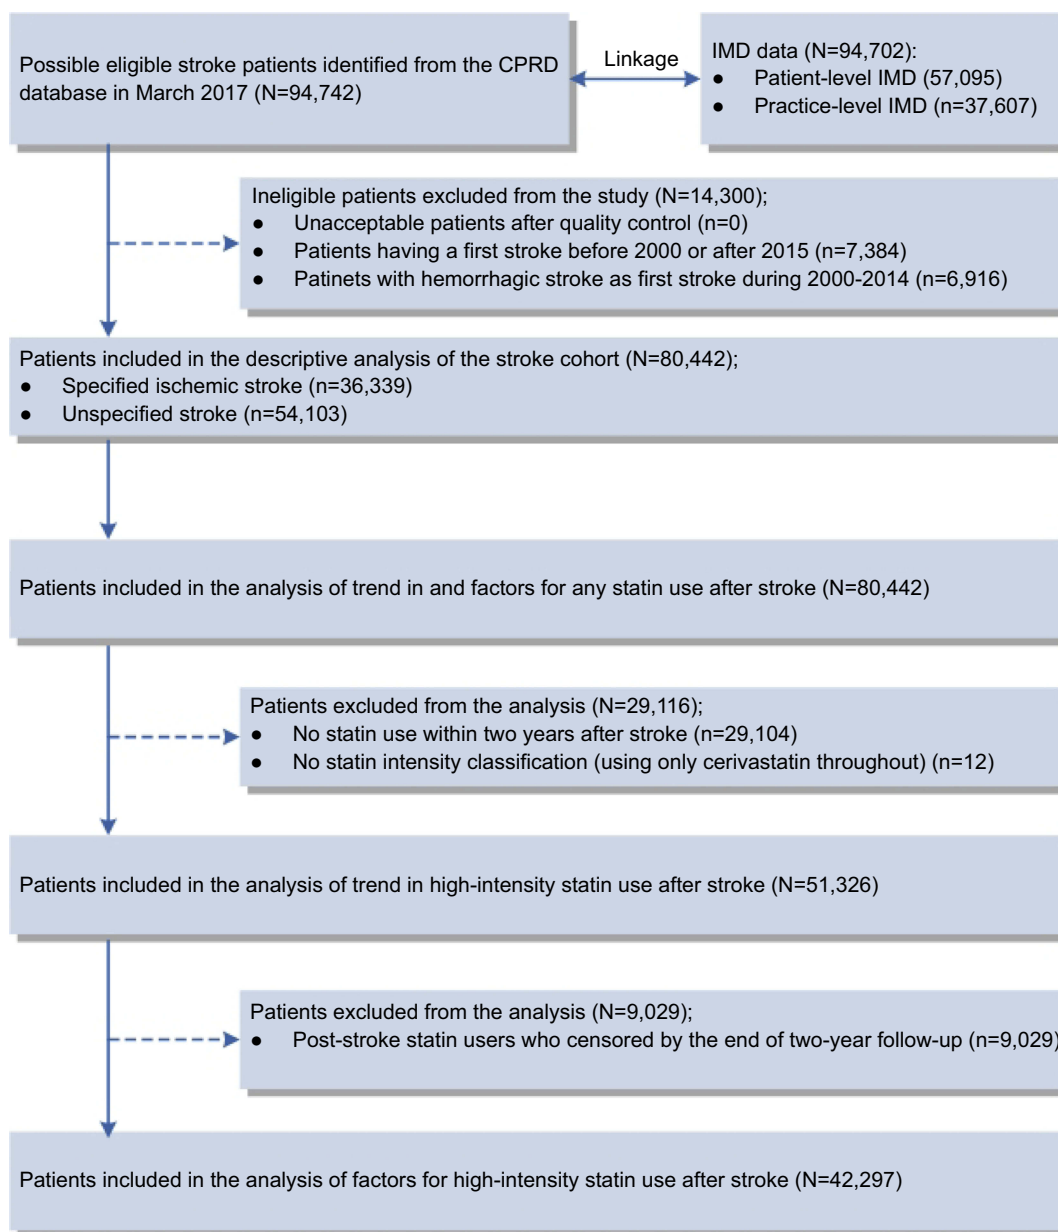 Possible eligible stroke patients identified from the CPRD
database in March 2017 (N=94,742)
Linkage
IMD data (N=94,702):
● Patient-level IMD (57,095)
● Practice-level IMD (n=37,607)
Ineligible patients excluded from the study (N=14,300);
● Unacceptable patients after quality control (n=0)
● Patients having a first stroke before 2000 or after 2015 (n=7,384)
● Patinets with hemorrhagic stroke as first stroke during 2000-2014 (n=6,916)
Patients included in the descriptive analysis of the stroke cohort (N=80,442);
● Specified ischemic stroke (n=36,339)
● Unspecified stroke (n=54,103)
Patients included in the analysis of trend in and factors for any statin use after stroke (N=80,442)
Patients excluded from the analysis (N=29,116);
● No statin use within two years after stroke (n=29,104)
● No statin intensity classification (using only cerivastatin throughout) (n=12)
Patients included in the analysis of trend in high-intensity statin use after stroke (N=51,326)
Patients excluded from the analysis (N=9,029);
● Post-stroke statin users who censored by the end of two-year follow-up (n=9,029)
Patients included in the analysis of factors for high-intensity statin use after stroke (N=42,297)